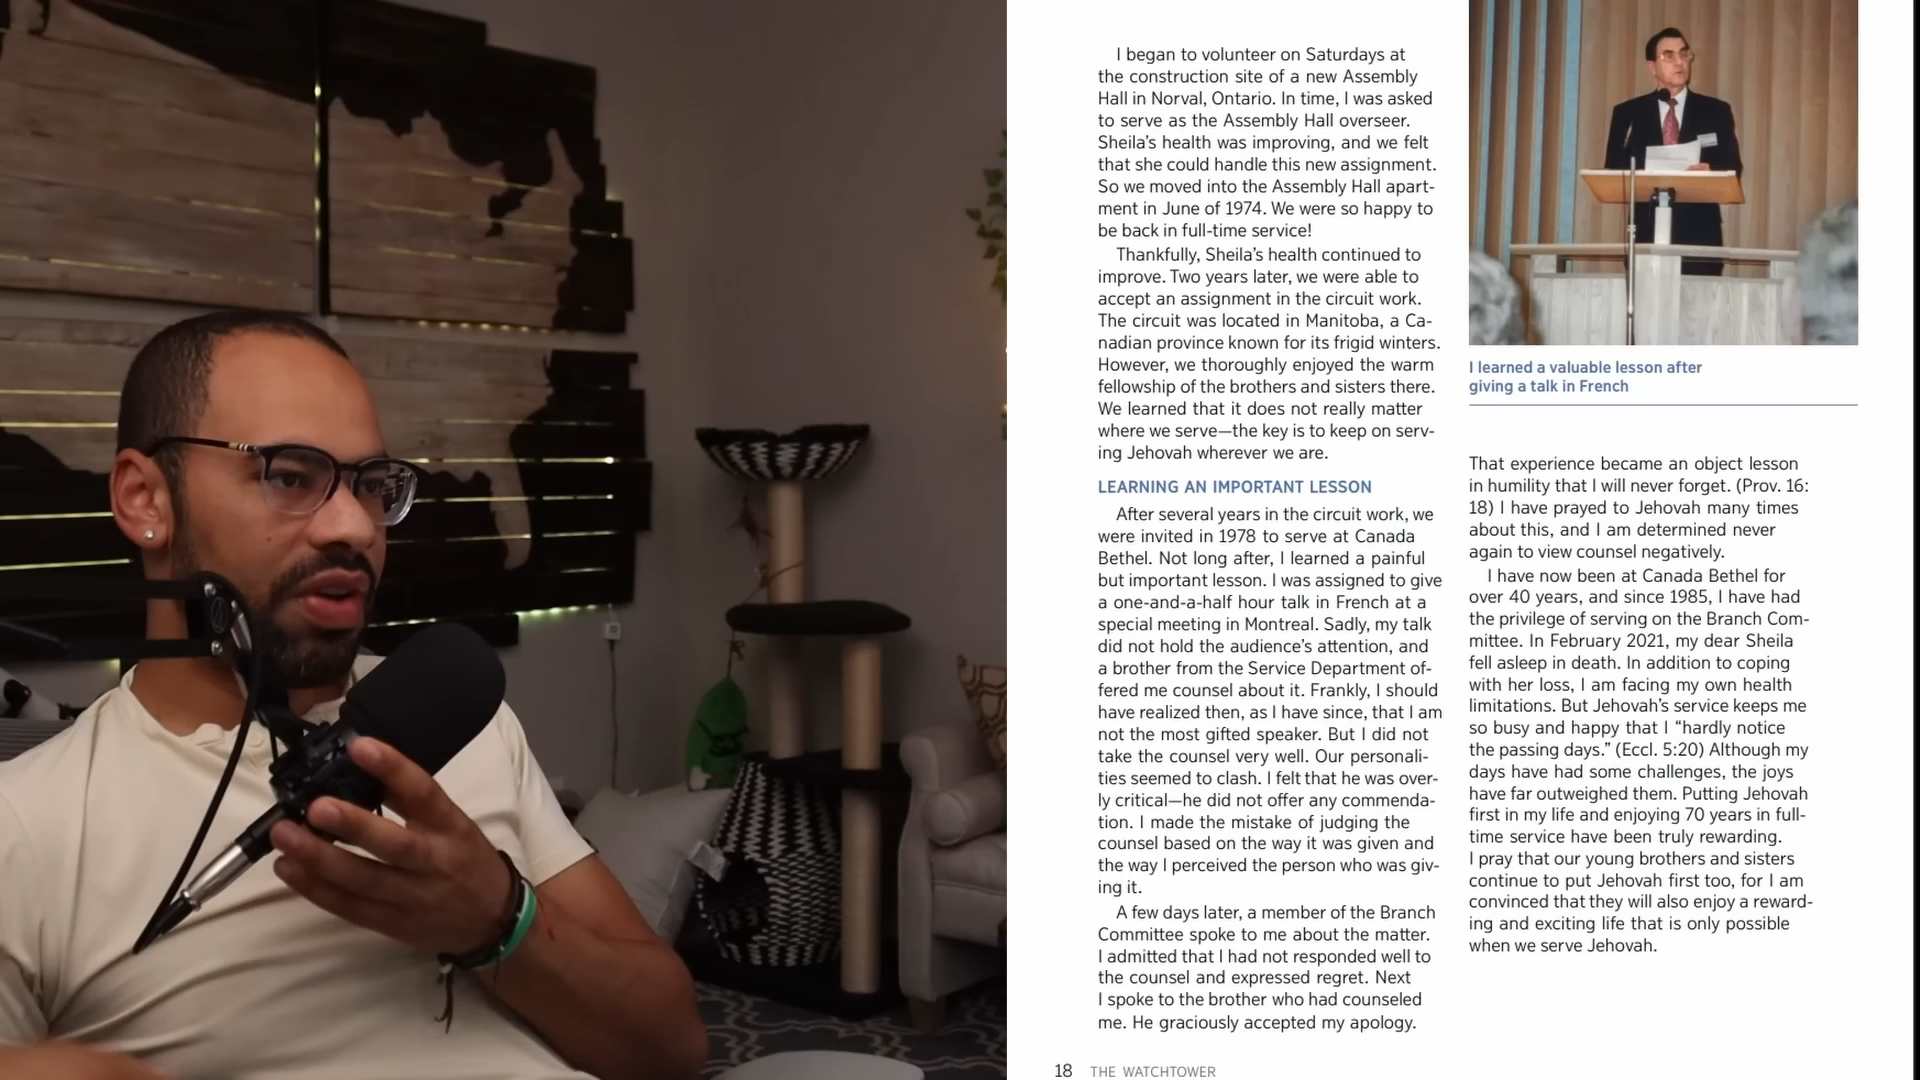 I began to volunteer on Saturdays at
the construction site of a new Assembly
Hall in Norval, Ontario. In time, I was asked
to serve as the Assembly Hall overseer.
Sheila’s health was improving, and we felt
that she could handle this new assignment.
So we moved into the Assembly Hall apart-
ment in June of 1974. We were so happy to
be back in full-time service!
Thankfully, Sheila’s health continued to
improve. Two years later, we were able to
accept an assignment in the circuit work.
The circuit was located in Manitoba, a Ca-
nadian province known for its frigid winters.
However, we thoroughly enjoyed the warm
fellowship of the brothers and sisters there.
We learned that it does not really matter
where we serve—the key is to keep on serv-
ing Jehovah wherever we are.
LEARNING AN IMPORTANT LESSON
After several years in the circuit work, we
were invited in 1978 to serve at Canada
Bethel. Not long after, I learned a painful
but important lesson. I was assigned to give
a one-and-a-half hour talk in French at a
special meeting in Montreal. Sadly, my talk
did not hold the audience’s attention, and
a brother from the Service Department of-
fered me counsel about it. Frankly, I should
have realized then, as I have since, that I am
not the most gifted speaker. But I did not
take the counsel very well. Our personali-
ties seemed to clash. I felt that he was over-
ly critical—he did not offer any commenda-
tion. I made the mistake of judging the
counsel based on the way it was given and
the way I perceived the person who was giv-
ing it.
A few days later, a member of the Branch
Committee spoke to me about the matter.
I admitted that I had not responded well to
the counsel and expressed regret. Next
I spoke to the brother who had counseled
me. He graciously accepted my apology.
I learned a valuable lesson after
giving a talk in French
That experience became an object lesson
in humility that I will never forget. (Prov. 16:
18) I have prayed to Jehovah many times
about this, and I am determined never
again to view counsel negatively.
I have now been at Canada Bethel for
over 40 years, and since 1985, I have had
the privilege of serving on the Branch Com-
mittee. In February 2021, my dear Sheila
fell asleep in death. In addition to coping
with her loss, I am facing my own health
limitations. But Jehovah’s service keeps me
so busy and happy that I “hardly notice
the passing days.” (Eccl. 5:20) Although my
days have had some challenges, the joys
have far outweighed them. Putting Jehovah
first in my life and enjoying 70 years in full-
time service have been truly rewarding.
I pray that our young brothers and sisters
continue to put Jehovah first too, for I am
convinced that they will also enjoy a reward-
ing and exciting life that is only possible
when we serve Jehovah.
18 THE WATCHTOWER